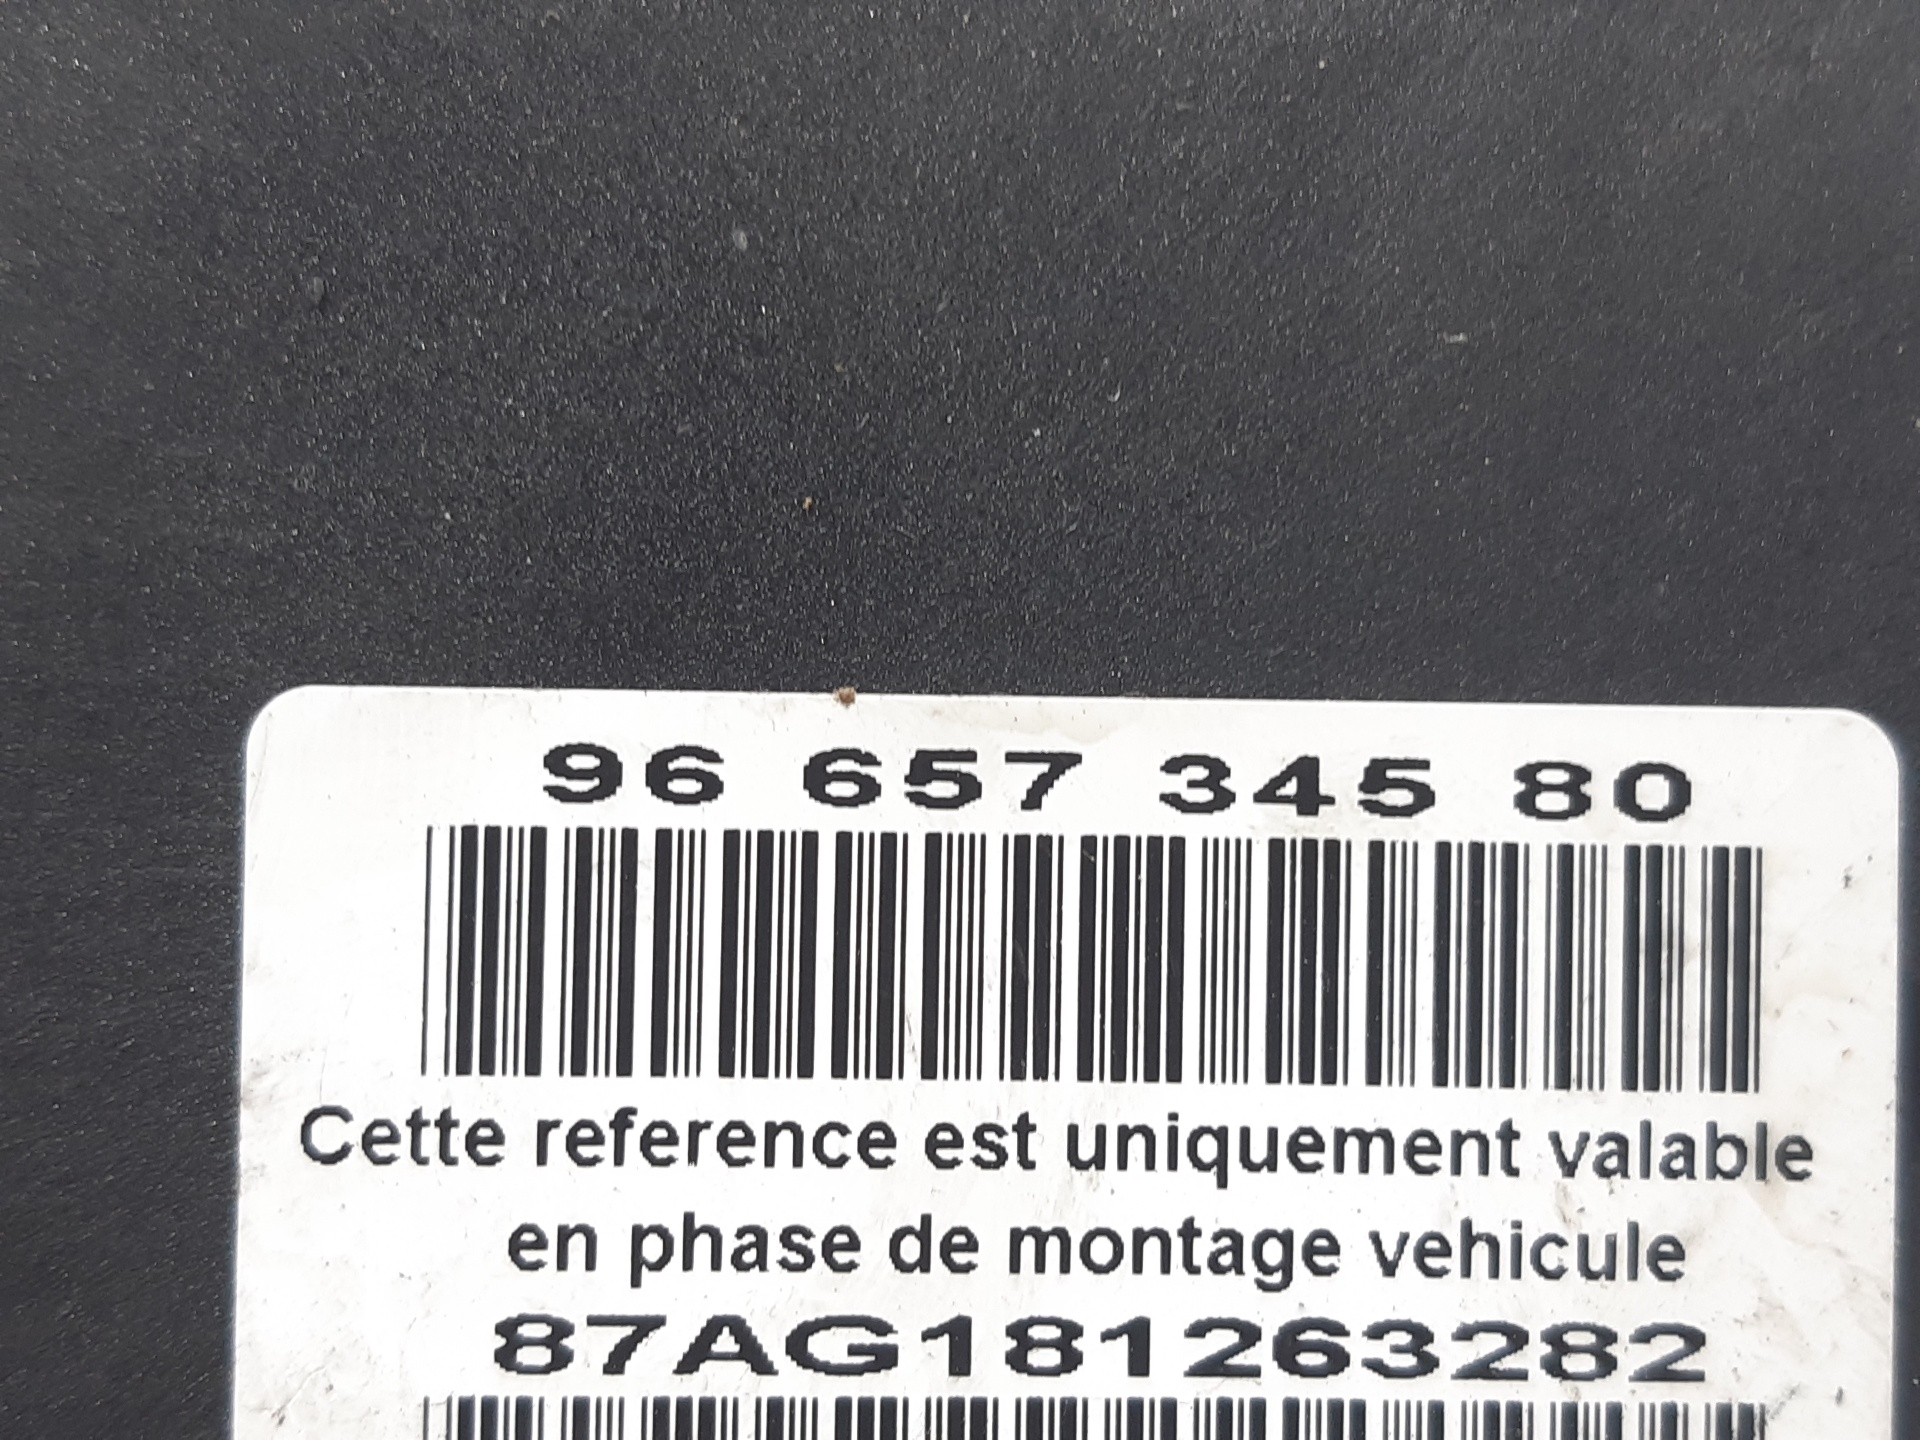 96 657 345 80
Cette reference est uniquement valable
en phase de montage vehicule
87AG181263282